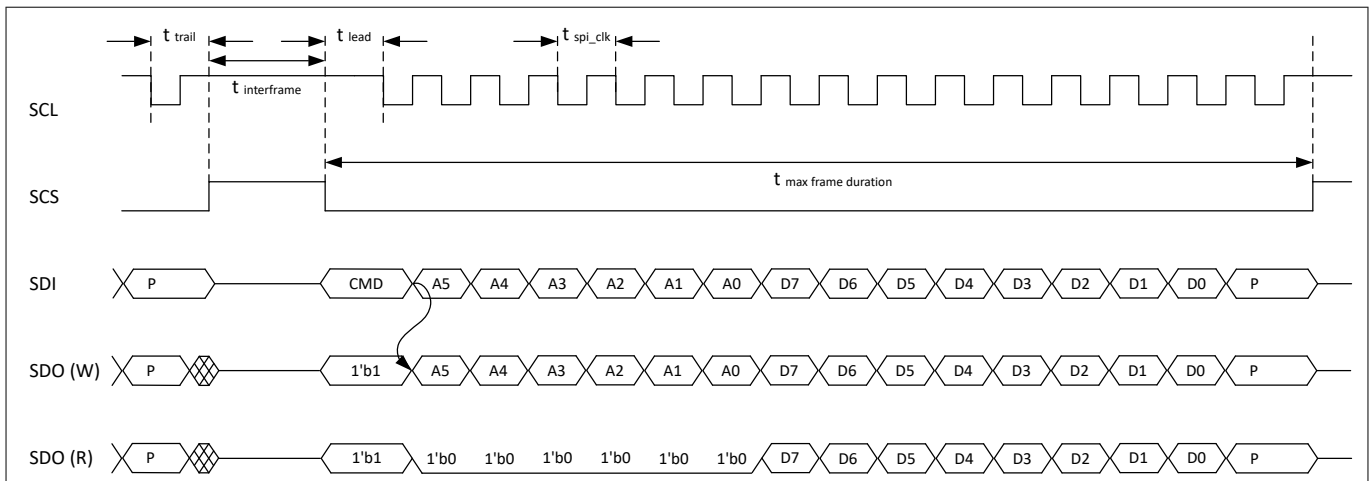 t trail
t lead
t spi_clk
t interframe
SCL
t max frame duration
SCS
SDI P CMD A5 A4 A3 A2 A1 A0 D7 D6 D5 D4 D3 D2 D1 D0 P
SDO (W) P 1'b1 A5 A4 A3 A2 A1 A0 D7 D6 D5 D4 D3 D2 D1 D0 P
SDO (R) P 1'b1 1'b0 1'b0 1'b0 1'b0 1'b0 1'b0 D7 D6 D5 D4 D3 D2 D1 D0 P